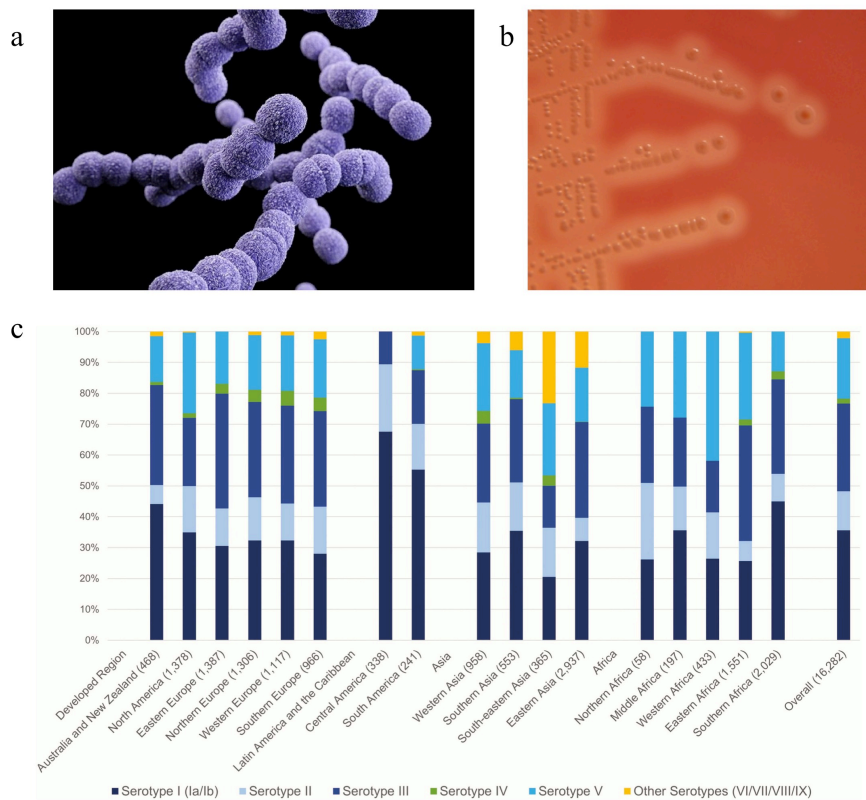 a
b
c
100%
90%
80%
70%
60%
50%
40%
30%
20%
10%
0%
Developed Region
Australia and New Zealand (468)
North America (1.378)
Eastern Europe (1.387)
Northern Europe (1.306)
Western Europe (1.117)
Southern Europe (966)
Latin America and the Caribbean
Central America (338)
South America (241)
Asia
Western Asia (958)
Southern Asia (553)
South-eastern Asia (365)
Eastern Asia (2.937)
Africa
Northern Africa (58)
Middle Africa (197)
Western Africa (433)
Eastern Africa (1.551)
Southern Africa (2.029)
Overall (16,282)
Serotype I (Ia/Ib) Serotype II Serotype III Serotype IV Serotype V Other Serotypes (VI/VII/VIII/IX)